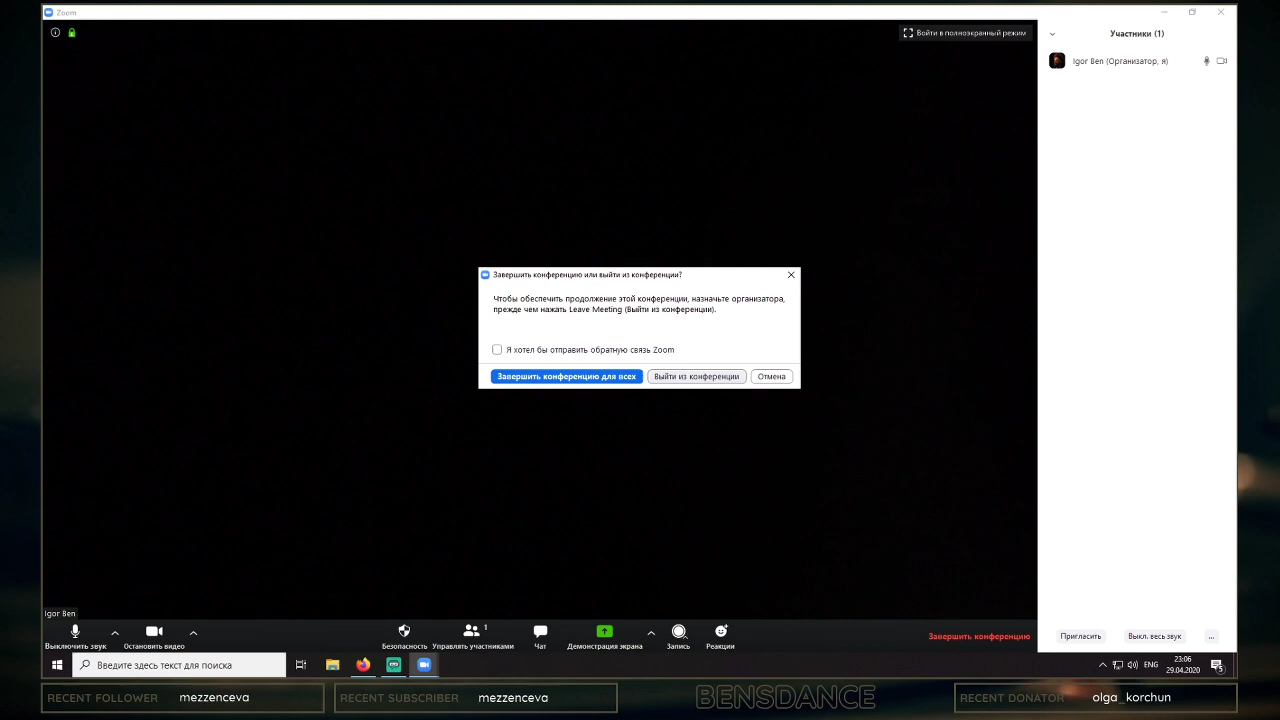 Zoom
Войти в полноэкранный режим
Участники (1)
Igor Ben (Организатор, я)
Завершить конференцию или выйти из конференции?
Чтобы обеспечить продолжение этой конференции, назначьте организатора,
прежде чем нажать Leave Meeting (Выйти из конференции).
Я хотел бы отправить обратную связь Zoom
Завершить конференцию для всех
Выйти из конференции
Отмена
Igor Ben
Выключить звук
Остановить видео
Безопасность
Управлять участниками
1
Чат
Демонстрация экрана
Запись
Реакции
Завершить конференцию
Пригласить
Выкл. весь звук
...
Введите здесь текст для поиска
ENG
23:06
29.04.2020
5
RECENT FOLLOWER mezzenceva
RECENT SUBSCRIBER mezzenceva
BENSDANCE
RECENT DONATOR olga_korchun